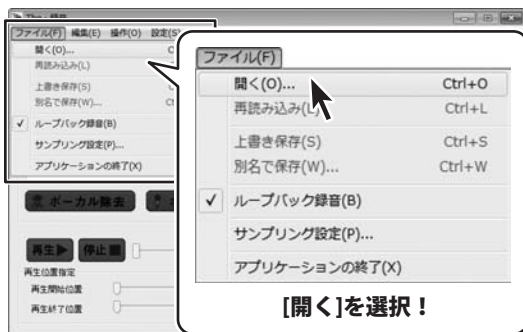 The 録音
ファイル(F) 編集(E) 操作(O) 設定(S)
開く(O)...
再読み込み(L)
上書き保存(S)
別名で保存(W)...
✓ ループバック録音(B)
サンプリング設定(P)...
アプリケーションの終了(X)
ボーカル除去
再生▶ 停止■
再生位置指定
再生開始位置
再生終了位置
ファイル(F)
開く(O)... Ctrl+O
再読み込み(L) Ctrl+L
上書き保存(S) Ctrl+S
別名で保存(W)... Ctrl+W
✓ ループバック録音(B)
サンプリング設定(P)...
アプリケーションの終了(X)
[開く]を選択！